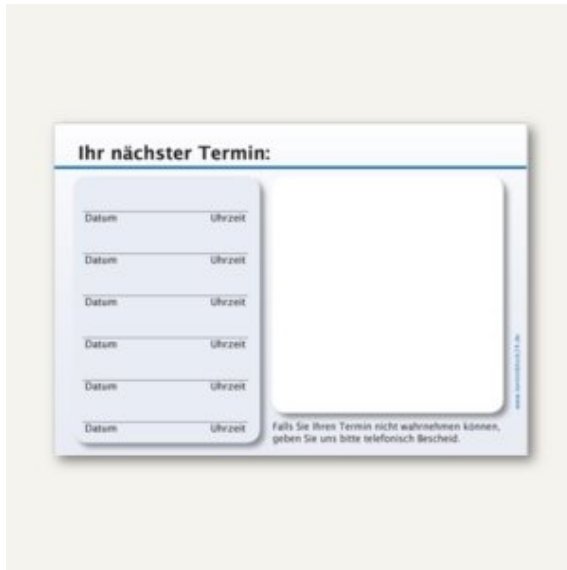 Ihr nächster Termin:
Datum Uhrzeit
Datum Uhrzeit
Datum Uhrzeit
Datum Uhrzeit
Datum Uhrzeit
Datum Uhrzeit
Falls Sie Ihren Termin nicht wahrnehmen können,
geben Sie uns bitte telefonisch Bescheid.